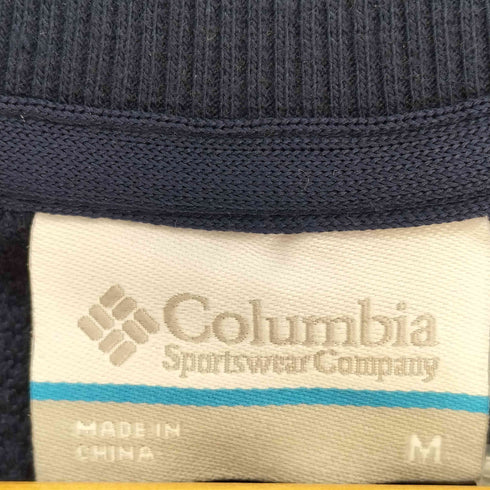 Columbia
Sportswear Company
MADE IN
CHINA
M